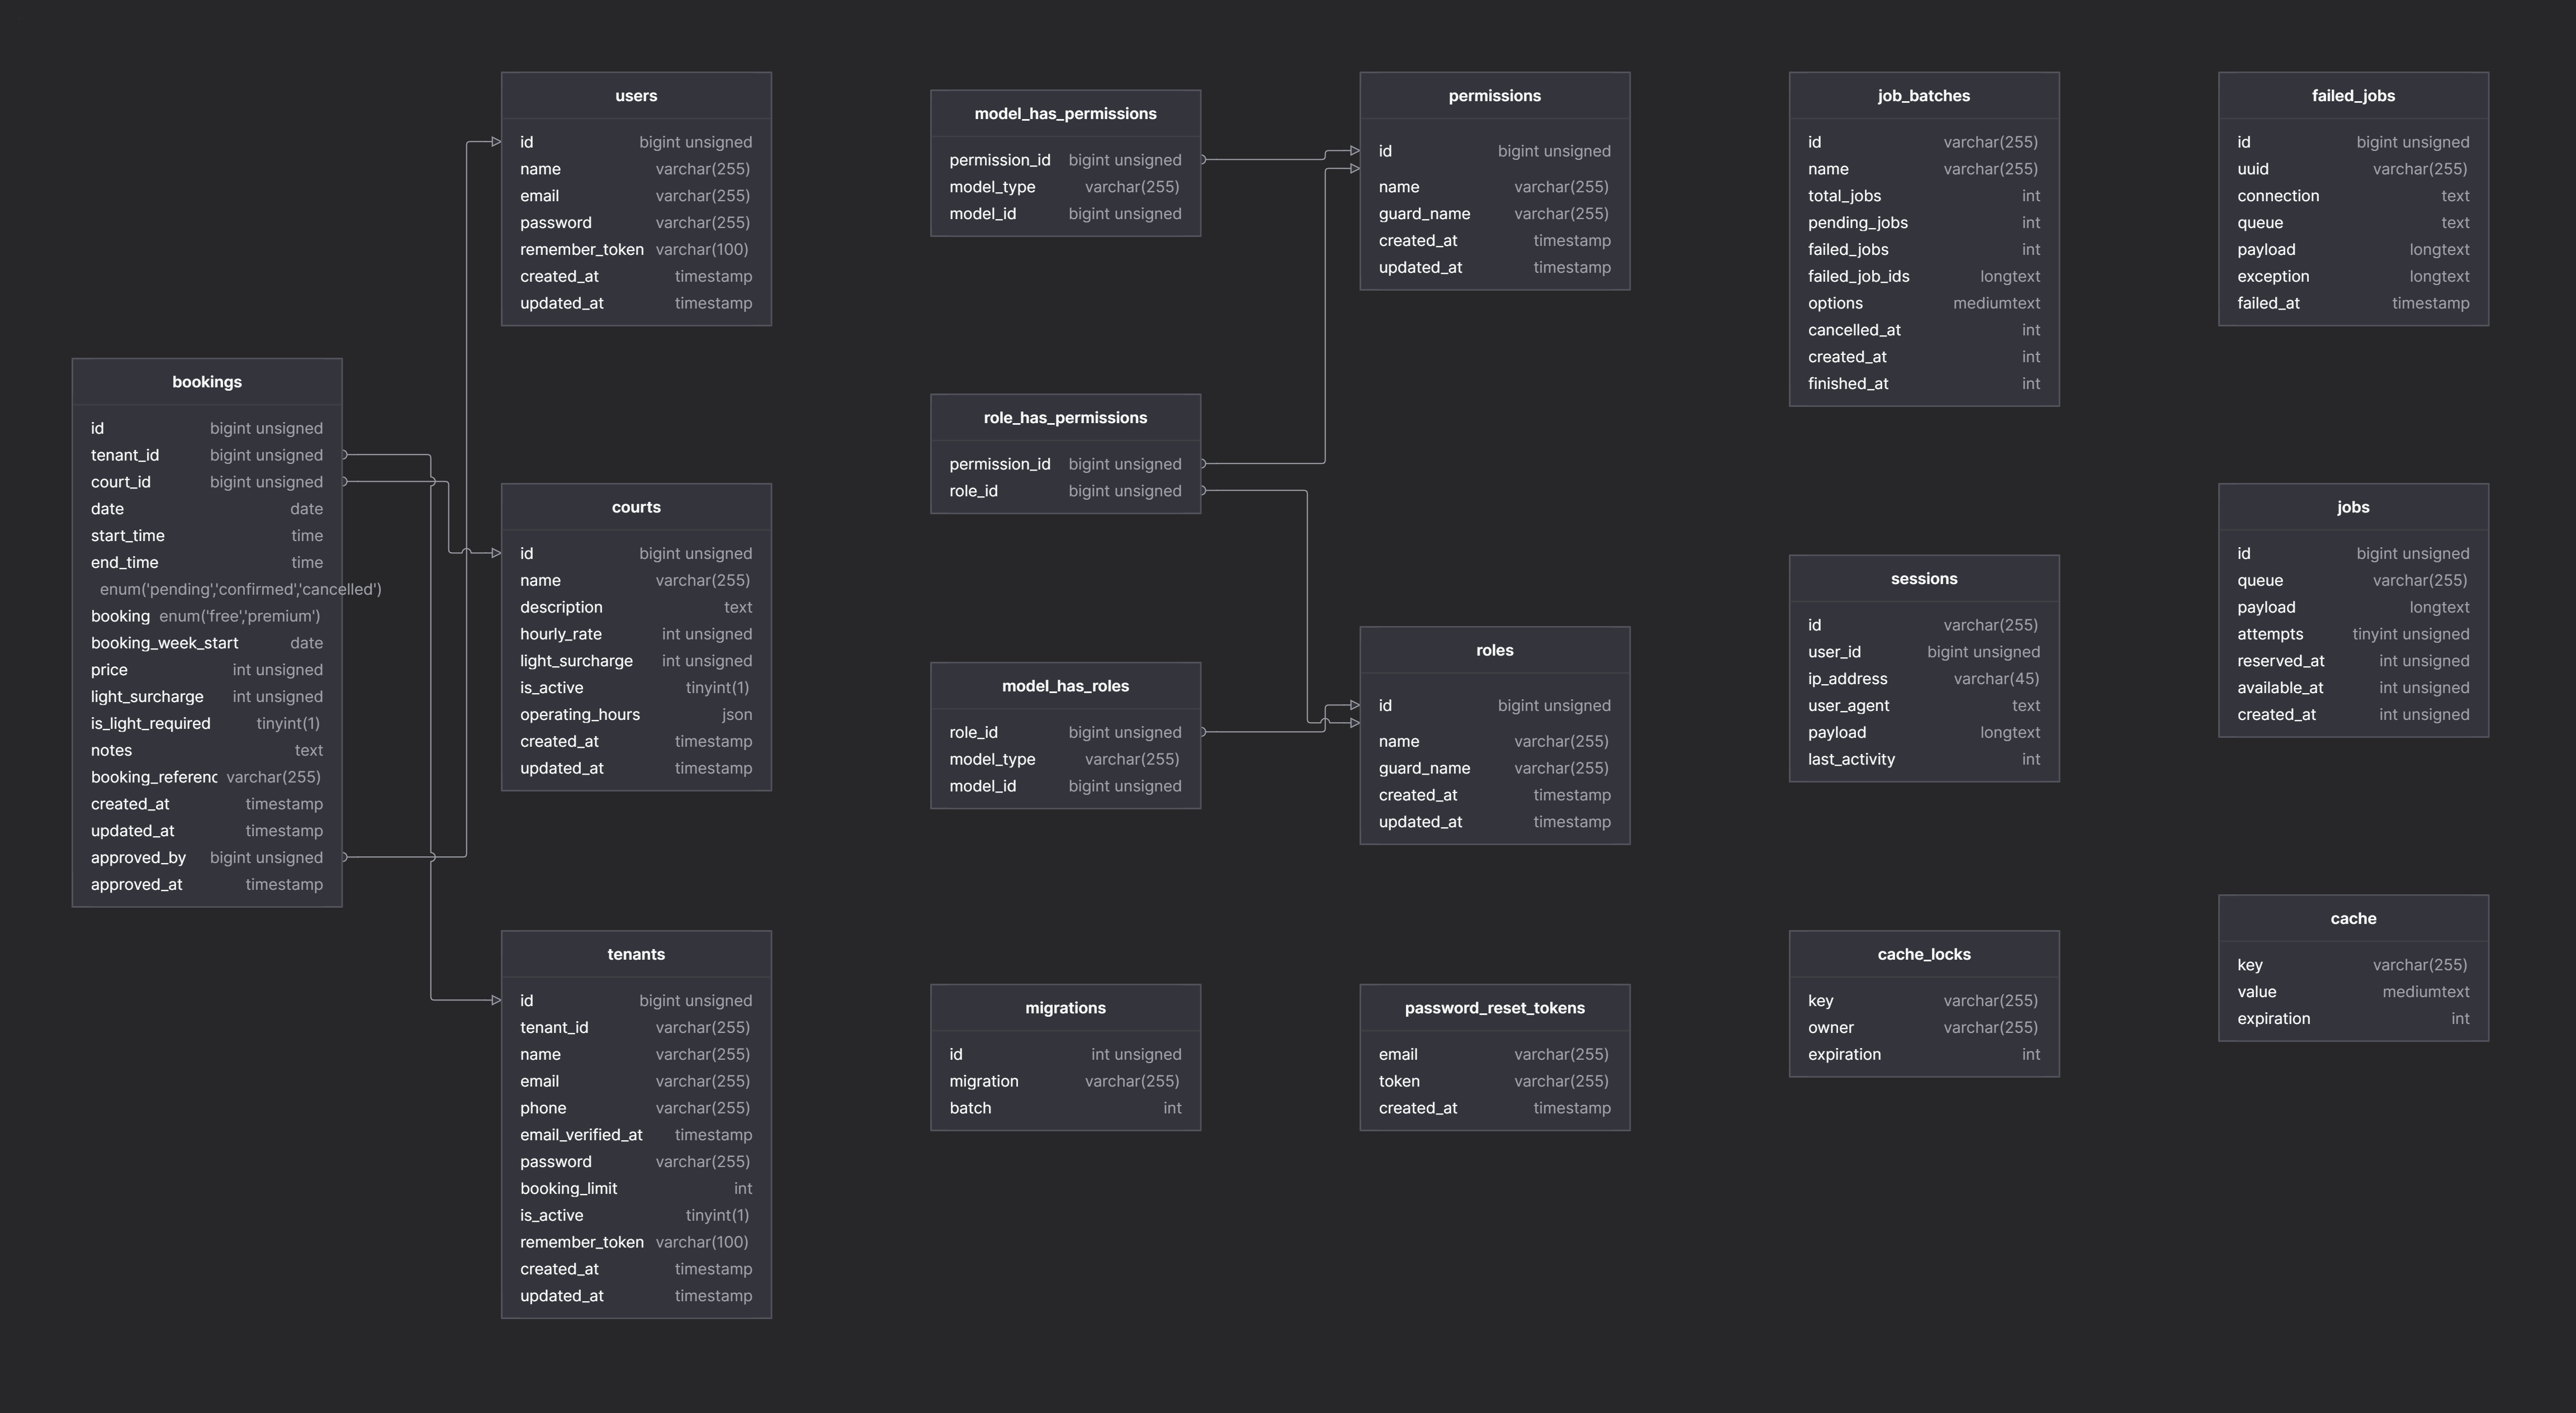 users
id bigint unsigned
name varchar(255)
email varchar(255)
password varchar(255)
remember_token varchar(100)
created_at timestamp
updated_at timestamp
model_has_permissions
permission_id bigint unsigned
model_type varchar(255)
model_id bigint unsigned
permissions
id bigint unsigned
name varchar(255)
guard_name varchar(255)
created_at timestamp
updated_at timestamp
job_batches
id varchar(255)
name varchar(255)
total_jobs int
pending_jobs int
failed_jobs int
failed_job_ids longtext
options mediumtext
cancelled_at int
created_at int
finished_at int
failed_jobs
id bigint unsigned
uuid varchar(255)
connection text
queue text
payload longtext
exception longtext
failed_at timestamp
bookings
id bigint unsigned
tenant_id bigint unsigned
court_id bigint unsigned
date date
start_time time
end_time time
enum('pending','confirmed','cancelled')
booking enum('free','premium')
booking_week_start date
price int unsigned
light_surcharge int unsigned
is_light_required tinyint(1)
notes text
booking_referenc varchar(255)
created_at timestamp
updated_at timestamp
approved_by bigint unsigned
approved_at timestamp
courts
id bigint unsigned
name varchar(255)
description text
hourly_rate int unsigned
light_surcharge int unsigned
is_active tinyint(1)
operating_hours json
created_at timestamp
updated_at timestamp
role_has_permissions
permission_id bigint unsigned
role_id bigint unsigned
model_has_roles
role_id bigint unsigned
model_type varchar(255)
model_id bigint unsigned
roles
id bigint unsigned
name varchar(255)
guard_name varchar(255)
created_at timestamp
updated_at timestamp
sessions
id varchar(255)
user_id bigint unsigned
ip_address varchar(45)
user_agent text
payload longtext
last_activity int
jobs
id bigint unsigned
queue varchar(255)
payload longtext
attempts tinyint unsigned
reserved_at int unsigned
available_at int unsigned
created_at int unsigned
tenants
id bigint unsigned
tenant_id varchar(255)
name varchar(255)
email varchar(255)
phone varchar(255)
email_verified_at timestamp
password varchar(255)
booking_limit int
is_active tinyint(1)
remember_token varchar(100)
created_at timestamp
updated_at timestamp
migrations
id int unsigned
migration varchar(255)
batch int
password_reset_tokens
email varchar(255)
token varchar(255)
created_at timestamp
cache_locks
key varchar(255)
owner varchar(255)
expiration int
cache
key varchar(255)
value mediumtext
expiration int